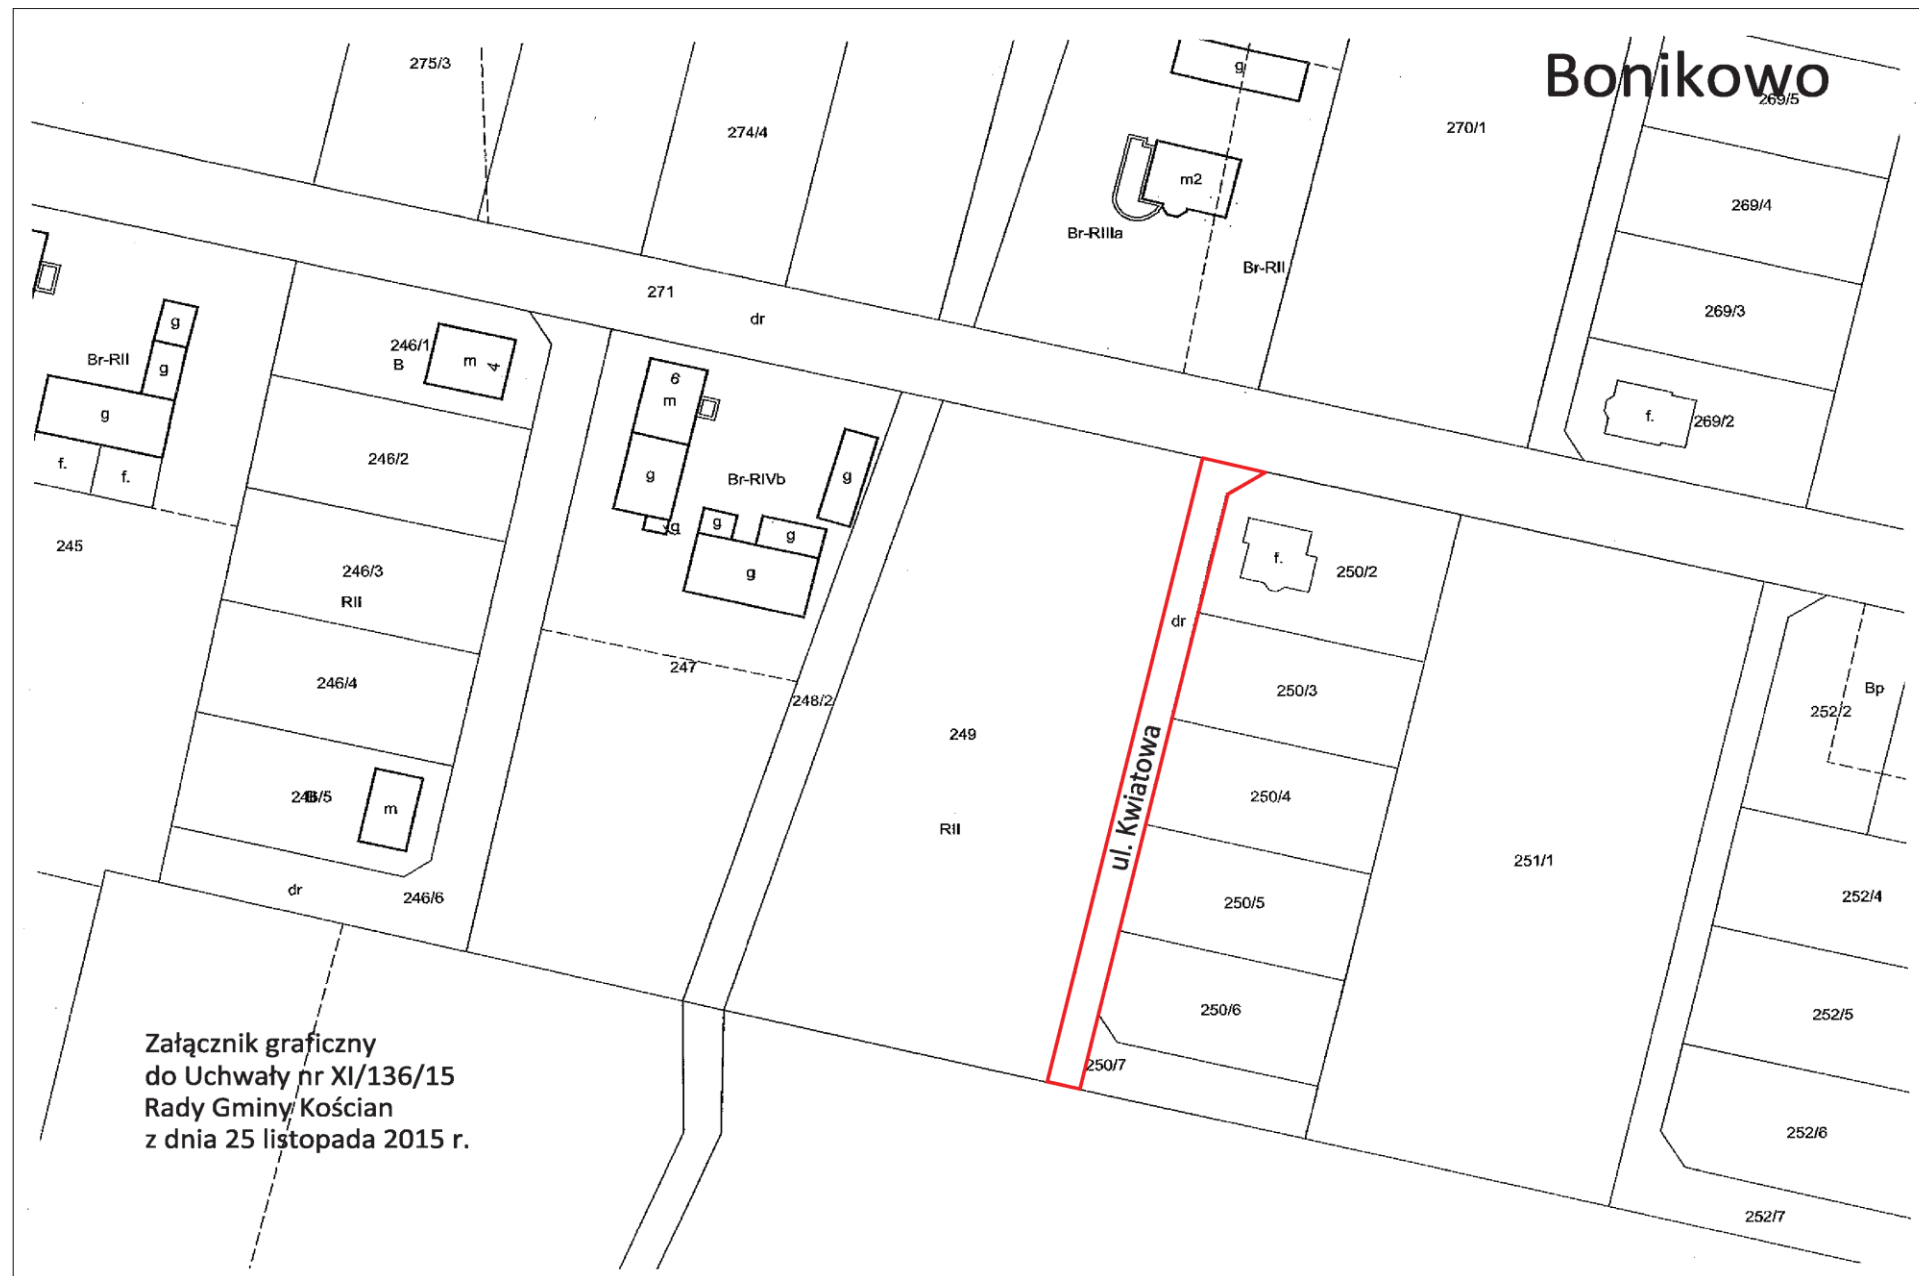 Bonikowo
275/3
274/4
g
269/5
270/1
m2
269/4
Br-RIIIa
Br-RII
271
dr
269/3
g
246/1
B
m
4
Br-RII
g
g
6
m
f.
269/2
f.
f.
246/2
g
Br-RIVb
g
g
g
g
g
245
246/3
RII
f.
250/2
dr
247
246/4
248/2
250/3
Bp
252/2
249
ul. Kwiatowa
246/5
B
m
250/4
RII
251/1
dr
246/6
250/5
252/4
250/6
252/5
250/7
Załącznik graficzny
do Uchwały nr XI/136/15
Rady Gminy Kościan
z dnia 25 listopada 2015 r.
252/6
252/7